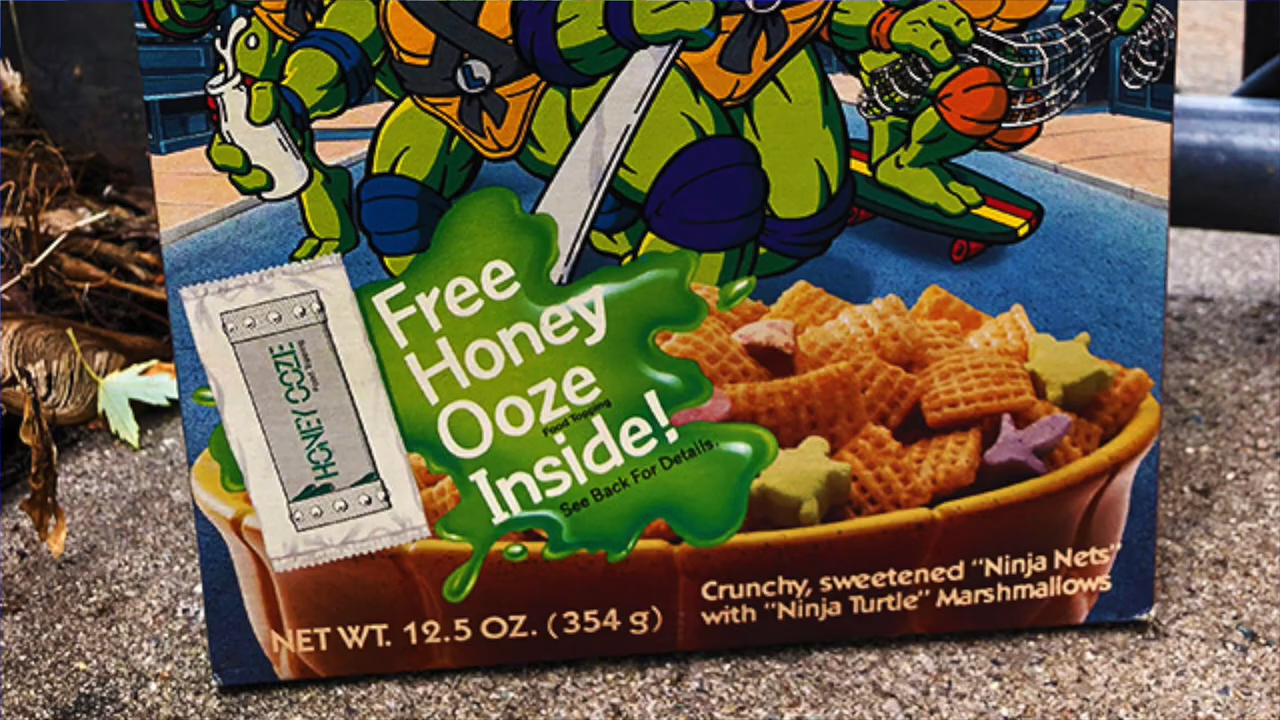 Free
Honey
Ooze
Food Topping
Inside!
See Back For Details.
HONEY OOZE
Food Topping
NET WT. 12.5 OZ. (354 g)
Crunchy, sweetened "Ninja Nets"
with "Ninja Turtle" Marshmallows